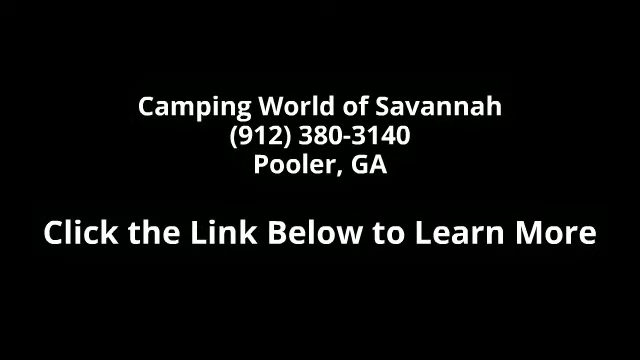 Camping World of Savannah
(912) 380-3140
Pooler, GA
Click the Link Below to Learn More